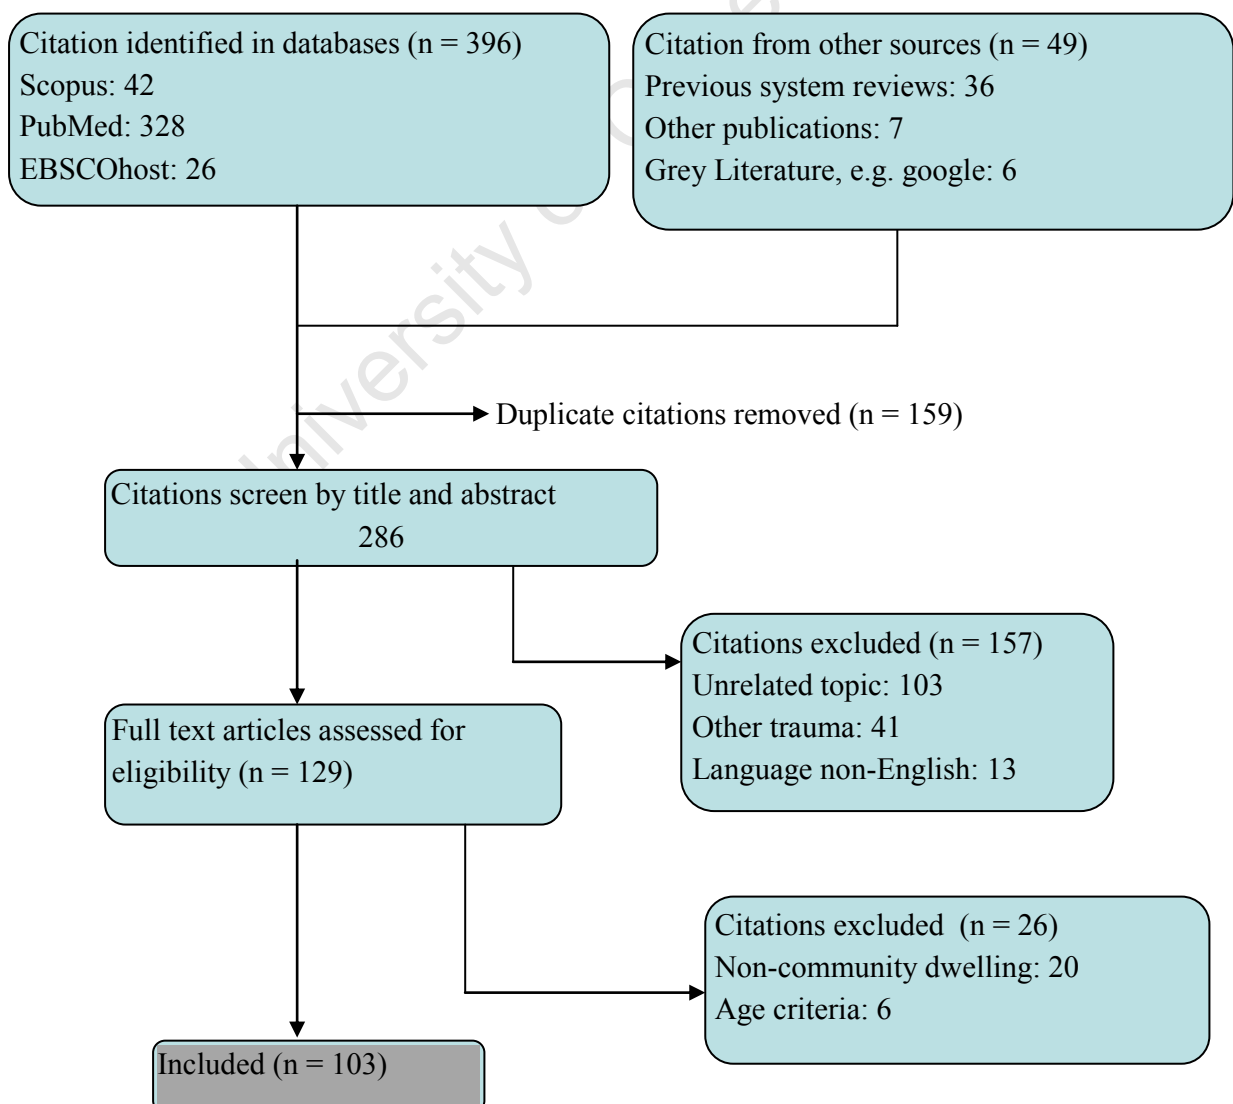 Citation identified in databases (n = 396)
Scopus: 42
PubMed: 328
EBSCOhost: 26
Citation from other sources (n = 49)
Previous system reviews: 36
Other publications: 7
Grey Literature, e.g. google: 6
Duplicate citations removed (n = 159)
Citations screen by title and abstract
286
Citations excluded (n = 157)
Unrelated topic: 103
Other trauma: 41
Language non-English: 13
Full text articles assessed for
eligibility (n = 129)
Citations excluded (n = 26)
Non-community dwelling: 20
Age criteria: 6
Included (n = 103)